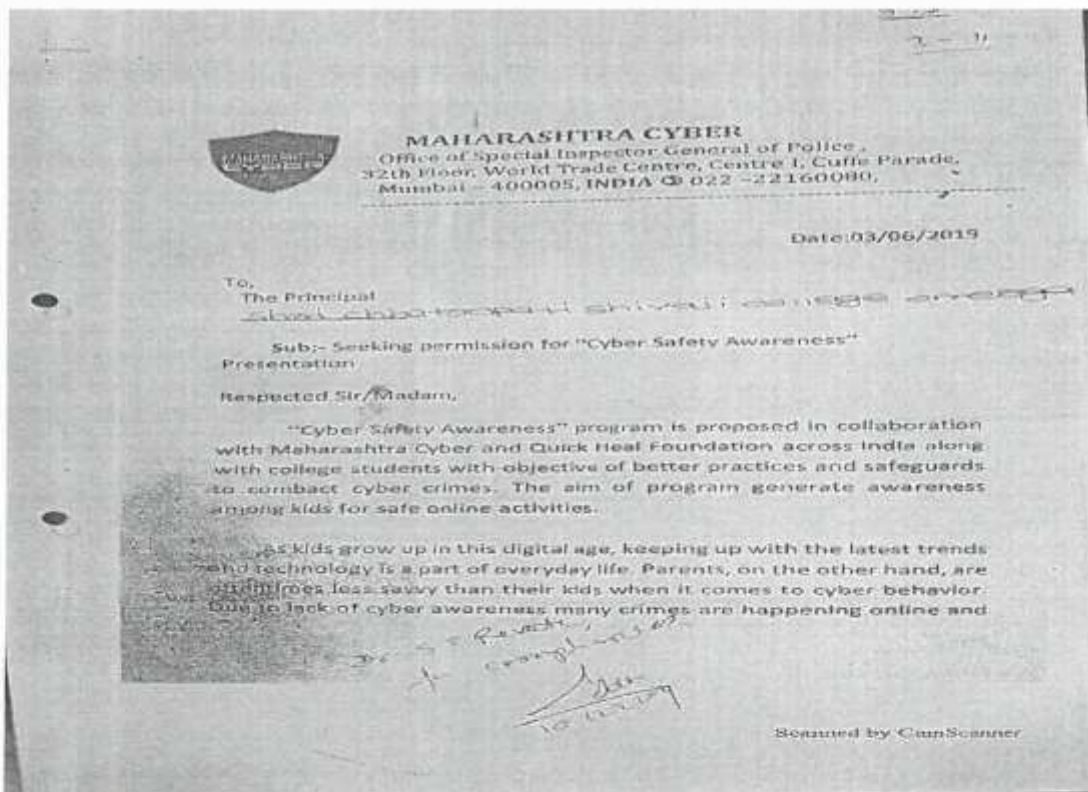 MAHARASHTRA CYBER
Office of Special Inspector General of Police,
32th Floor, World Trade Centre, Centre I, Cuffe Parade,
Mumbai – 400005, INDIA ✆ 022 -22160080,
Date:03/06/2019
To,
The Principal
Shri Chhatrapati Shivaji College
Sub:- Seeking permission for "Cyber Safety Awareness"
Presentation
Respected Sir/Madam,
"Cyber Safety Awareness" program is proposed in collaboration
with Maharashtra Cyber and Quick Heal Foundation across India along
with college students with objective of better practices and safeguards
to combact cyber crimes. The aim of program generate awareness
among kids for safe online activities.
As kids grow up in this digital age, keeping up with the latest trends
and technology is a part of everyday life. Parents, on the other hand, are
oftentimes less savvy than their kids when it comes to cyber behavior.
Due to lack of cyber awareness many crimes are happening online and
Scanned by CamScanner